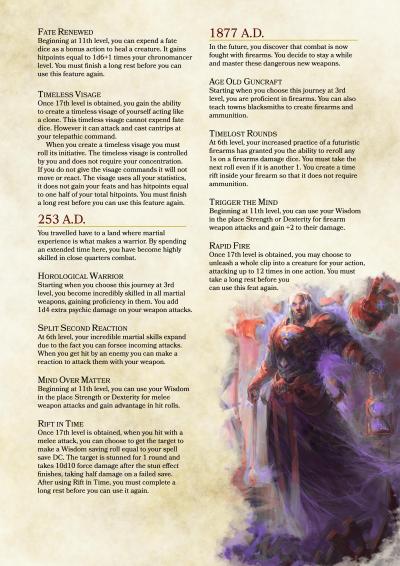 FATE RENEWED
Beginning at 11th level, you can expend a fate
dice as a bonus action to heal a creature. It gains
hitpoints equal to 1d6+1 times your chronomancer
level. You must finish a long rest before you can
use this feature again.
TIMELESS VISAGE
Once 17th level is obtained, you gain the ability
to create a timeless visage of yourself acting like
a clone. This timeless visage cannot expend fate
dice. However it can attack and cast cantrips at
your telepathic command.
When you create a timeless visage you must
roll its initiative. The timeless visage is controlled
by you and does not require your concentration.
If you do not give the visage commands it will not
move or react. The visage uses all your statistics,
it does not gain your feats and has hitpoints equal
to one half of your total hitpoints. You must finish
a long rest before you can use this feature again.
253 A.D.
You travelled have to a land where martial
experience is what makes a warrior. By spending
an extended time here, you have become highly
skilled in close quarters combat.
HOROLOGICAL WARRIOR
Starting when you choose this journey at 3rd
level, you become incredibly skilled in all martial
weapons, gaining proficiency in them. You add
1d4 extra psychic damage on your weapon attacks.
SPLIT SECOND REACTION
At 6th level, your incredible martial skills expand
due to the fact you can forsee incoming attacks.
When you get hit by an enemy you can make a
reaction to attack them with your weapon.
MIND OVER MATTER
Beginning at 11th level, you can use your Wisdom
in the place Strength or Dexterity for melee
weapon attacks and gain advantage in hit rolls.
RIFT IN TIME
Once 17th level is obtained, when you hit with a
melee attack, you can choose to get the target to
make a Wisdom saving roll equal to your spell
save DC. The target is stunned for 1 round and
takes 10d10 force damage after the stun effect
finishes, taking half damage on a failed save.
After using Rift in Time, you must complete a
long rest before you can use it again.
1877 A.D.
In the future, you discover that combat is now
fought with firearms. You decide to stay a while
and master these dangerous new weapons.
AGE OLD GUNCRAFT
Starting when you choose this journey at 3rd
level, you are proficient in firearms. You can also
teach towns blacksmiths to create firearms and
ammunition.
TIMELOST ROUNDS
At 6th level, your increased practice of futuristic
firearms has granted you the ability to reroll any
1s on a firearms damage dice. You must take the
next roll even if it is another 1. You create a time
rift inside your firearm so that it does not require
ammunition.
TRIGGER THE MIND
Beginning at 11th level, you can use your Wisdom
in the place Strength or Dexterity for firearm
weapon attacks and gain +2 to their damage.
RAPID FIRE
Once 17th level is obtained, you may choose to
unleash a whole clip into a creature for your action,
attacking up to 12 times in one action. You must
take a long rest before you
can use this feat again.